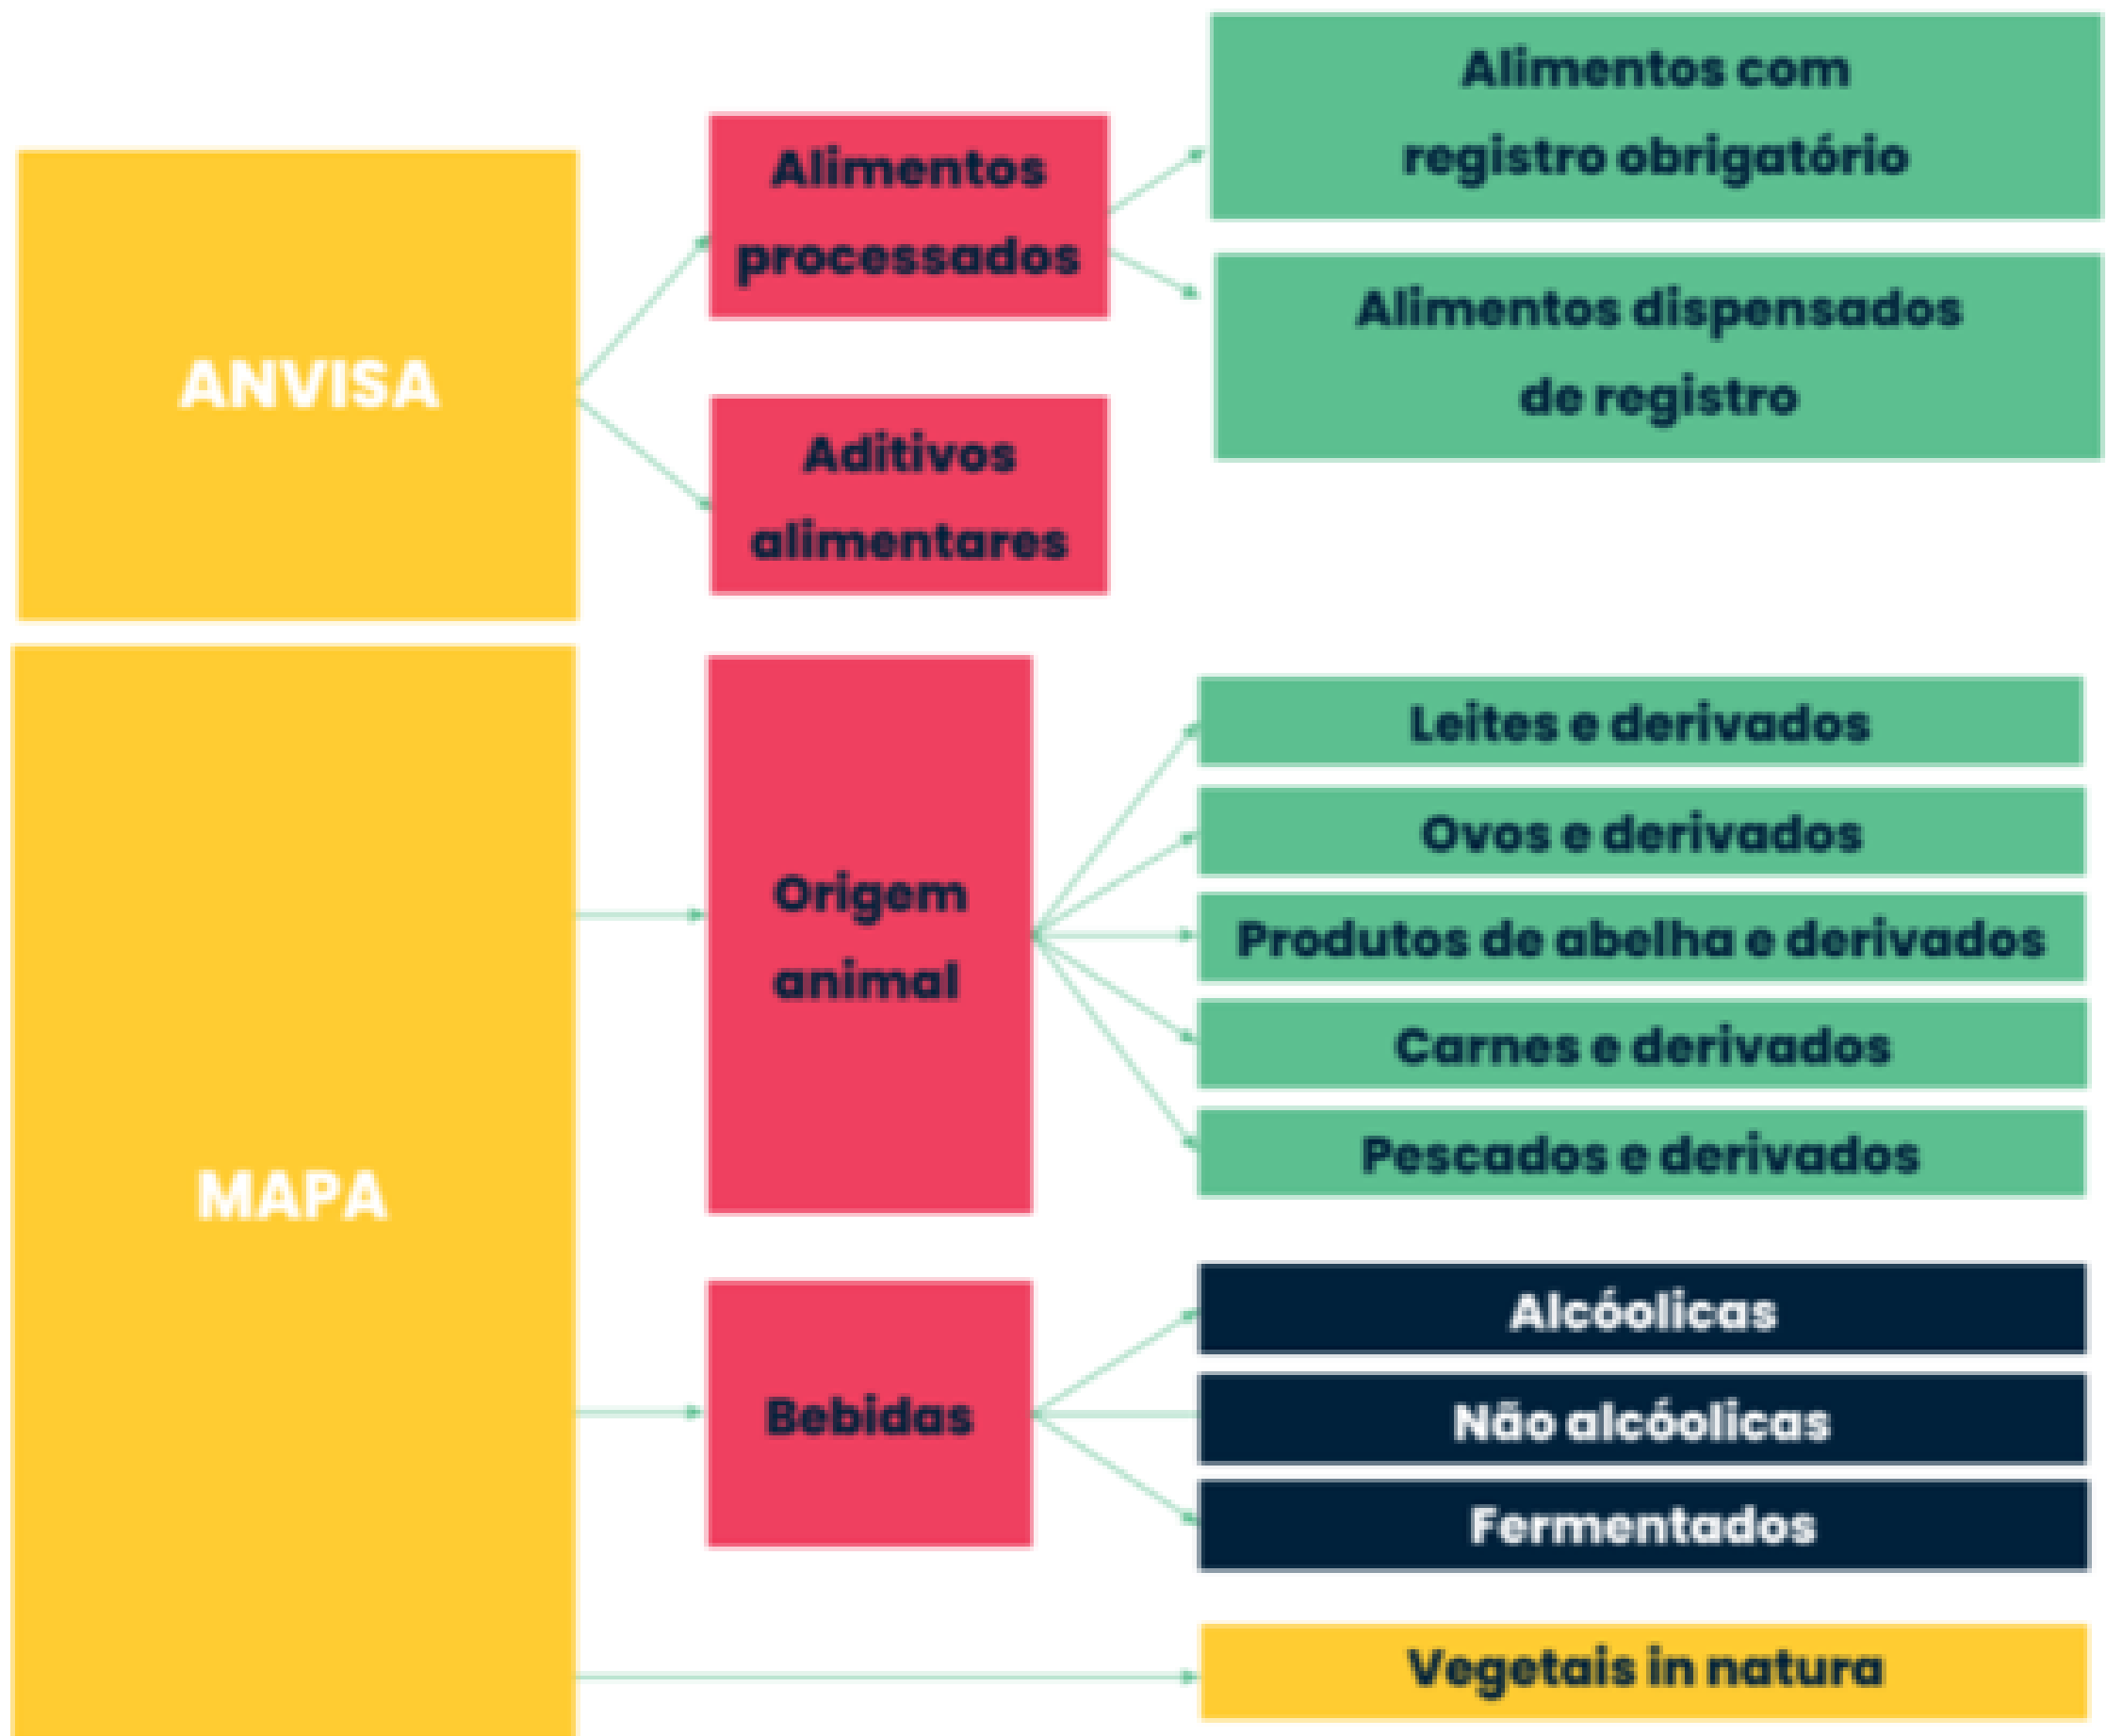 ANVISA
Alimentos
processados
Aditivos
alimentares
Alimentos com
registro obrigatório
Alimentos dispensados
de registro
MAPA
Origem
animal
Leites e derivados
Ovos e derivados
Produtos de abelha e derivados
Carnes e derivados
Pescados e derivados
Bebidas
Alcóolicas
Não alcóolicas
Fermentados
Vegetais in natura